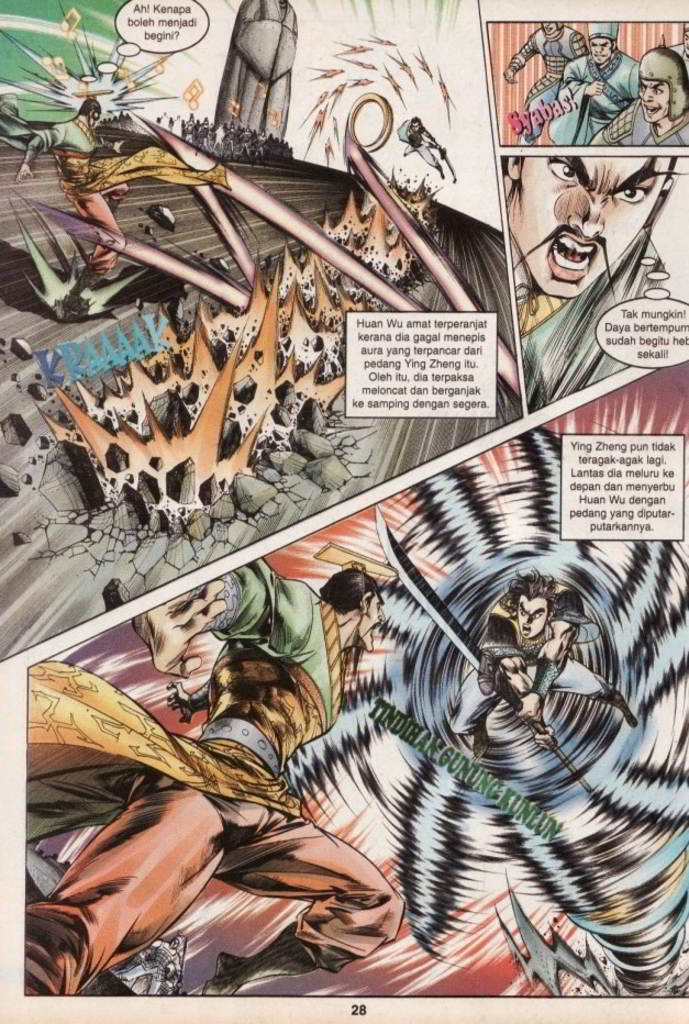 Ah! Kenapa
boleh menjadi
begini?
Syabas!
KRAAAAK
Huan Wu amat terperanjat
kerana dia gagal menepis
aura yang terpancar dari
pedang Ying Zheng itu.
Oleh itu, dia terpaksa
meloncat dan berganjak
ke samping dengan segera.
Tak mungkin!
Daya bertempurn
sudah begitu heb
sekali!
Ying Zheng pun tidak
teragak-agak lagi.
Lantas dia meluru ke
depan dan menyerbu
Huan Wu dengan
pedang yang diputar-
putarkannya.
TINDIHAN GUNUNG KUNLUN
28